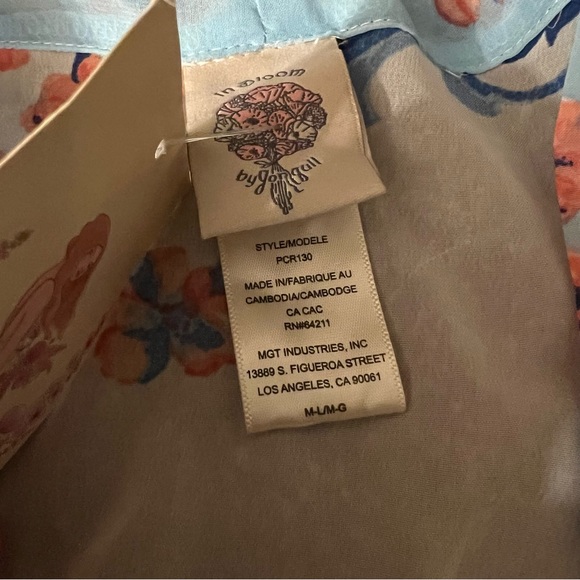 In Bloom
by Jonquil
STYLE/MODELE
PCR130
MADE IN/FABRIQUE AU
CAMBODIA/CAMBODGE
CA CAC
RN#64211
MGT INDUSTRIES, INC
13889 S. FIGUEROA STREET
LOS ANGELES, CA 90061
M-L/M-G